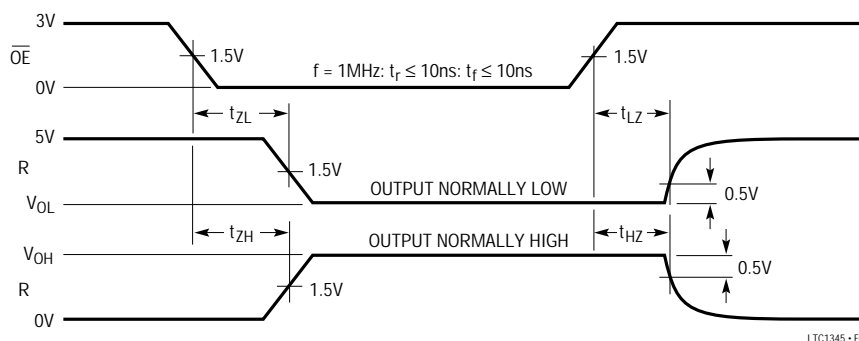 3V
OE
1.5V
f = 1MHz: tr ≤ 10ns: tf ≤ 10ns
1.5V
0V
tZL
tLZ
5V
R
1.5V
OUTPUT NORMALLY LOW
0.5V
VOL
tZH
OUTPUT NORMALLY HIGH
tHZ
VOH
0.5V
R
1.5V
0V
LTC1345 • F